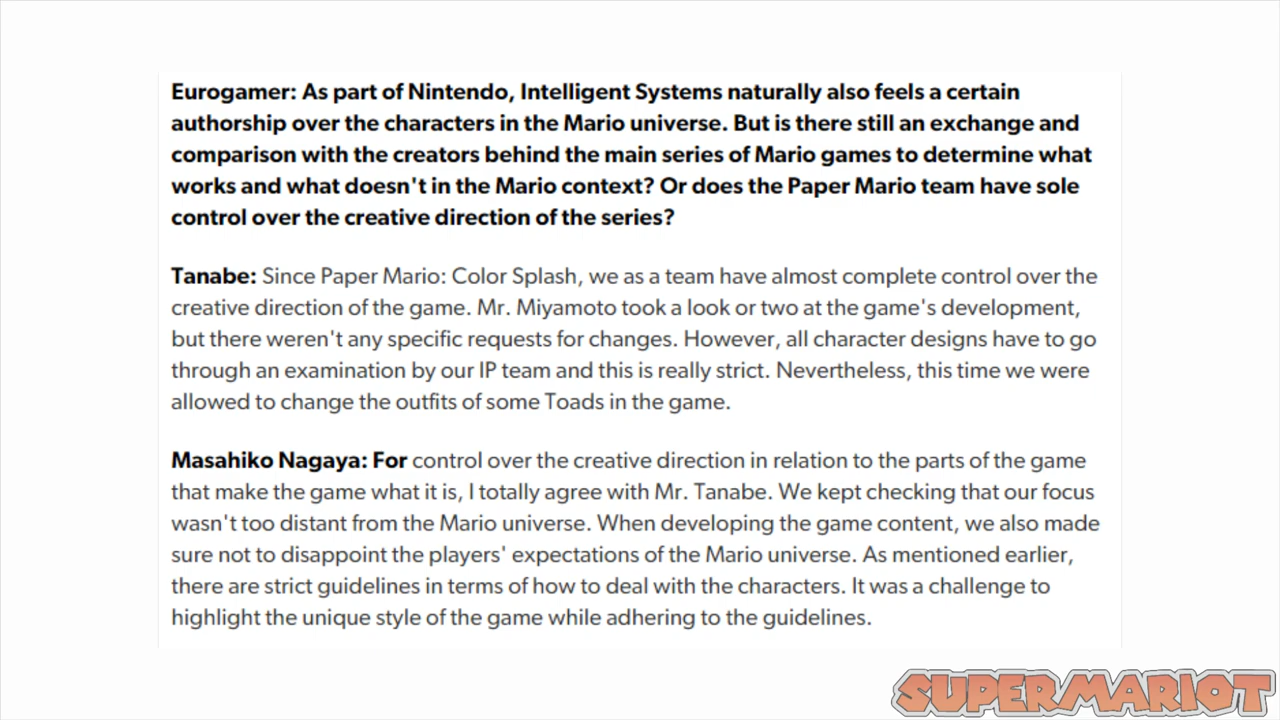 Eurogamer: As part of Nintendo, Intelligent Systems naturally also feels a certain
authorship over the characters in the Mario universe. But is there still an exchange and
comparison with the creators behind the main series of Mario games to determine what
works and what doesn't in the Mario context? Or does the Paper Mario team have sole
control over the creative direction of the series?
Tanabe: Since Paper Mario: Color Splash, we as a team have almost complete control over the
creative direction of the game. Mr. Miyamoto took a look or two at the game's development,
but there weren't any specific requests for changes. However, all character designs have to go
through an examination by our IP team and this is really strict. Nevertheless, this time we were
allowed to change the outfits of some Toads in the game.
Masahiko Nagaya: For control over the creative direction in relation to the parts of the game
that make the game what it is, I totally agree with Mr. Tanabe. We kept checking that our focus
wasn't too distant from the Mario universe. When developing the game content, we also made
sure not to disappoint the players' expectations of the Mario universe. As mentioned earlier,
there are strict guidelines in terms of how to deal with the characters. It was a challenge to
highlight the unique style of the game while adhering to the guidelines.
SUPERMARIOT